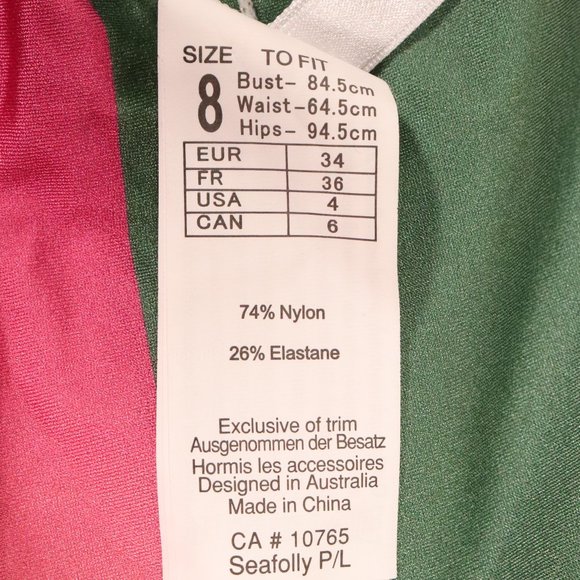 SIZE TO FIT
8 Bust- 84.5cm
Waist-64.5cm
Hips- 94.5cm
EUR 34
FR 36
USA 4
CAN 6
74% Nylon
26% Elastane
Exclusive of trim
Ausgenommen der Besatz
Hormis les accessoires
Designed in Australia
Made in China
CA # 10765
Seafolly P/L